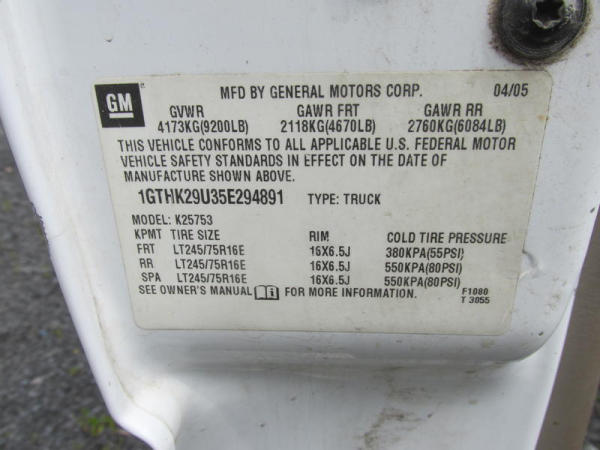 MFD BY GENERAL MOTORS CORP. 04/05
GM
GVWR GAWR FRT GAWR RR
4173KG(9200LB) 2118KG(4670LB) 2760KG(6084LB)
THIS VEHICLE CONFORMS TO ALL APPLICABLE U.S. FEDERAL MOTOR
VEHICLE SAFETY STANDARDS IN EFFECT ON THE DATE OF
MANUFACTURE SHOWN ABOVE.
1GTHK29U35E294891 TYPE: TRUCK
MODEL: K25753
KPMT TIRE SIZE RIM COLD TIRE PRESSURE
FRT LT245/75R16E 16X6.5J 380KPA(55PSI)
RR LT245/75R16E 16X6.5J 550KPA(80PSI)
SPA LT245/75R16E 16X6.5J 550KPA(80PSI)
SEE OWNER'S MANUAL FOR MORE INFORMATION.
F1080
T 3055